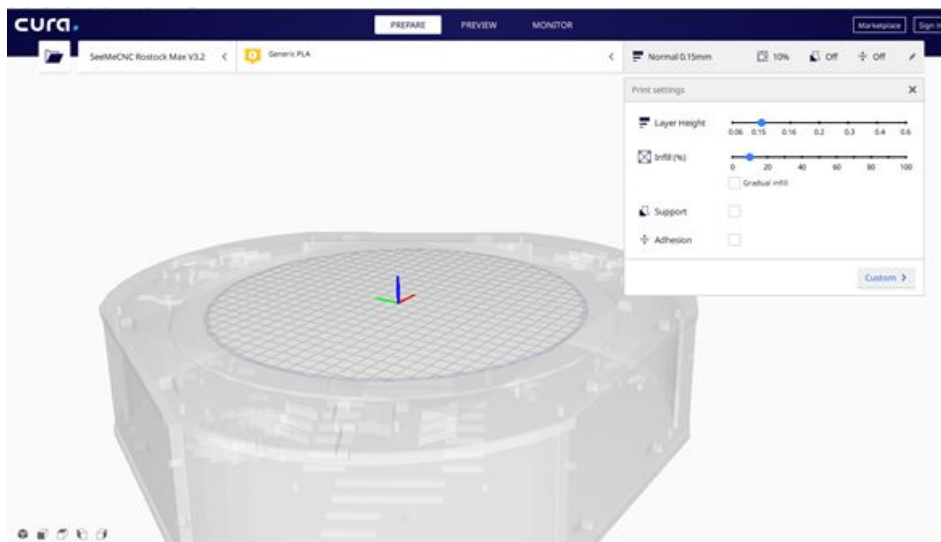 cura.
PREPARE PREVIEW MONITOR
Marketplace
SeeMeCNC Rostock Max V3.2
Generic PLA
Normal 0.15mm 10% Off Off
Print settings
Layer Height
0.06 0.15 0.16 0.2 0.3 0.4 0.6
Infill (%)
0 20 40 60 80 100
Gradual infill
Support
Adhesion
Custom